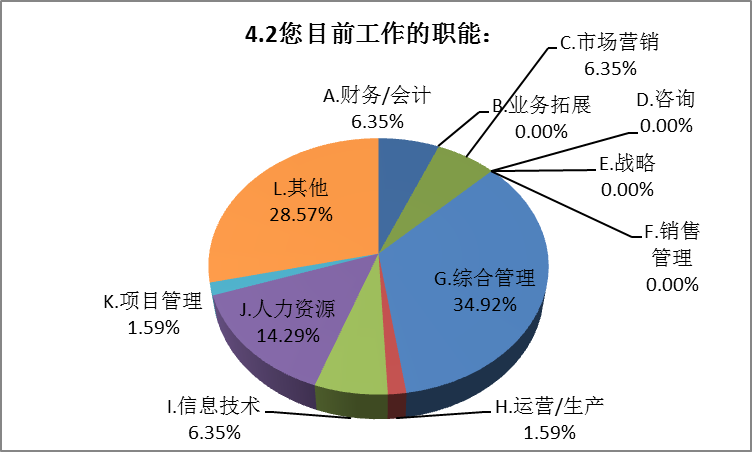 4.2您目前工作的职能：
A.财务/会计
6.35%
B.业务拓展
0.00%
C.市场营销
6.35%
D.咨询
0.00%
E.战略
0.00%
F.销售
管理
0.00%
G.综合管理
34.92%
H.运营/生产
1.59%
I.信息技术
6.35%
J.人力资源
14.29%
K.项目管理
1.59%
L.其他
28.57%